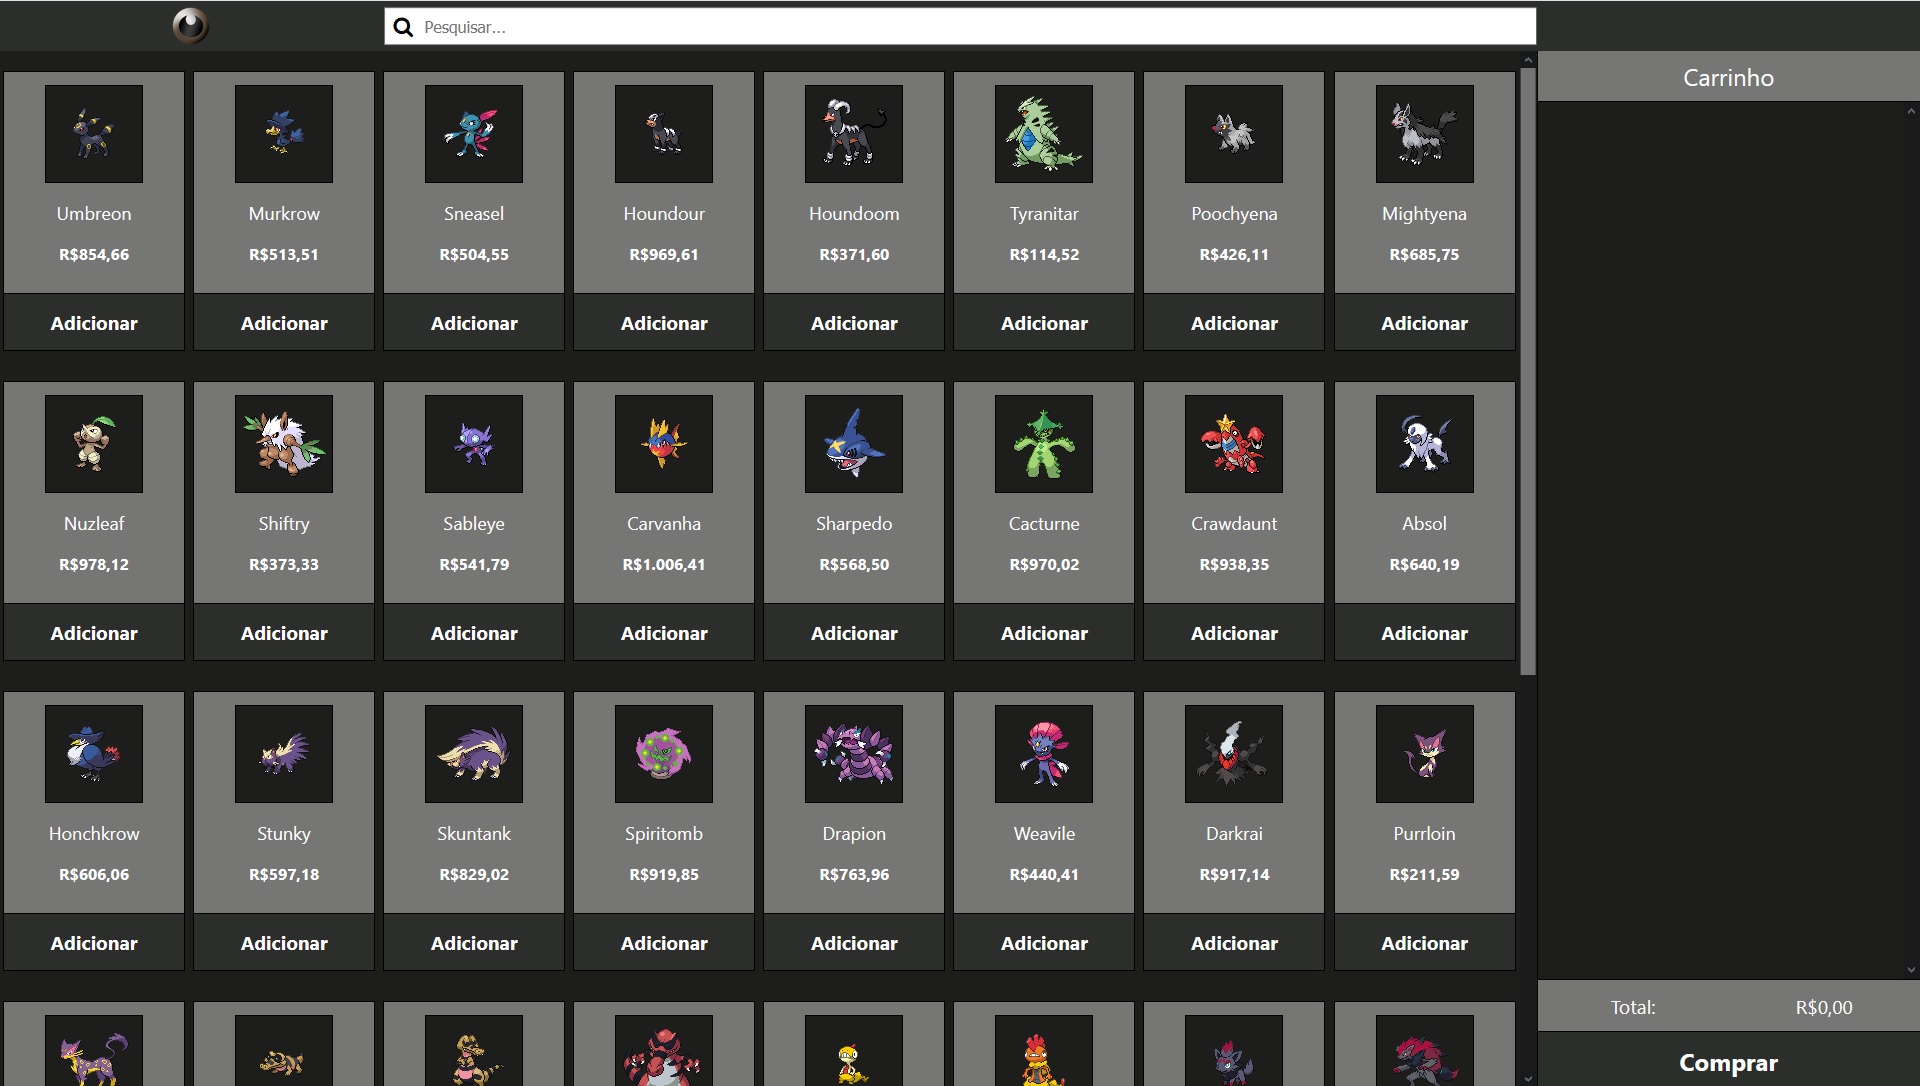 Pesquisar...
Carrinho
Umbreon Murkrow Sneasel Houndour Houndoom Tyranitar Poochyena Mightyena
R$854,66 R$513,51 R$504,55 R$969,61 R$371,60 R$114,52 R$426,11 R$685,75
Adicionar Adicionar Adicionar Adicionar Adicionar Adicionar Adicionar Adicionar
Nuzleaf Shiftry Sableye Carvanha Sharpedo Cacturne Crawdaunt Absol
R$978,12 R$373,33 R$541,79 R$1.006,41 R$568,50 R$970,02 R$938,35 R$640,19
Adicionar Adicionar Adicionar Adicionar Adicionar Adicionar Adicionar Adicionar
Honchkrow Stunky Skuntank Spiritomb Drapion Weavile Darkrai Purrloin
R$606,06 R$597,18 R$829,02 R$919,85 R$763,96 R$440,41 R$917,14 R$211,59
Adicionar Adicionar Adicionar Adicionar Adicionar Adicionar Adicionar Adicionar
Total: R$0,00
Comprar